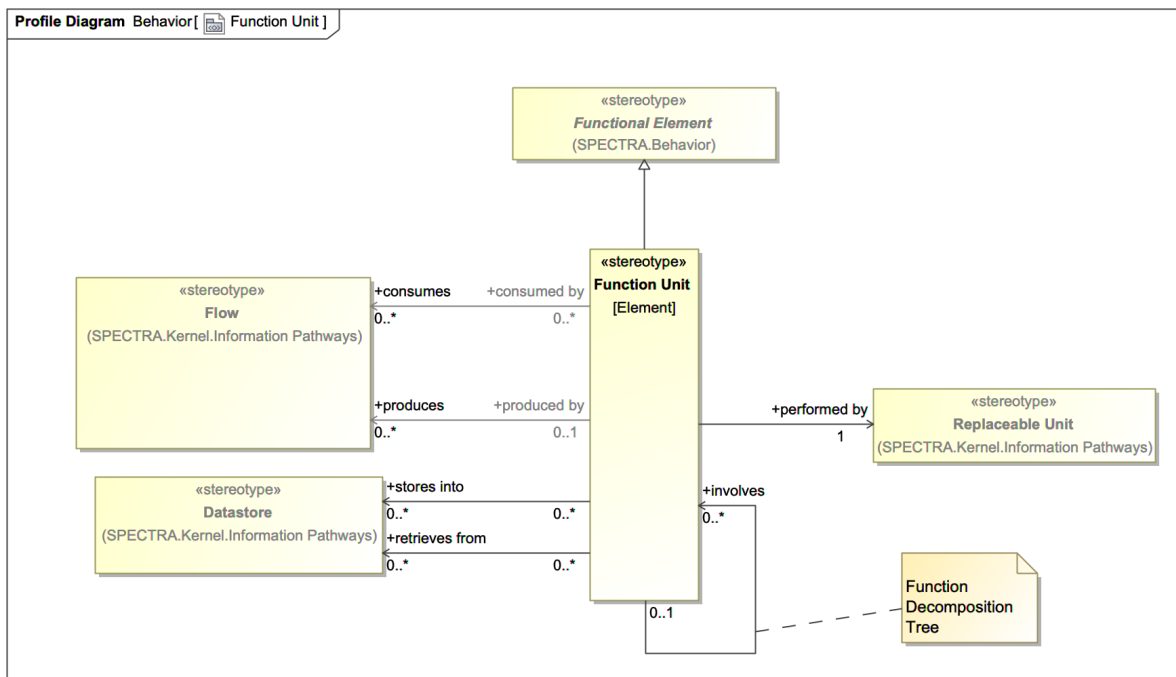 Profile Diagram Behavior[ Function Unit ]
«stereotype»
Functional Element
(SPECTRA.Behavior)
«stereotype»
Function Unit
[Element]
«stereotype»
Flow
(SPECTRA.Kernel.Information Pathways)
+consumes +consumed by
0..* 0..*
+produces +produced by
0..* 0..1
«stereotype»
Replaceable Unit
(SPECTRA.Kernel.Information Pathways)
+performed by
1
«stereotype»
Datastore
(SPECTRA.Kernel.Information Pathways)
+stores into
0..* 0..*
+retrieves from
0..* 0..*
+involves
0..*
0..1
Function
Decomposition
Tree